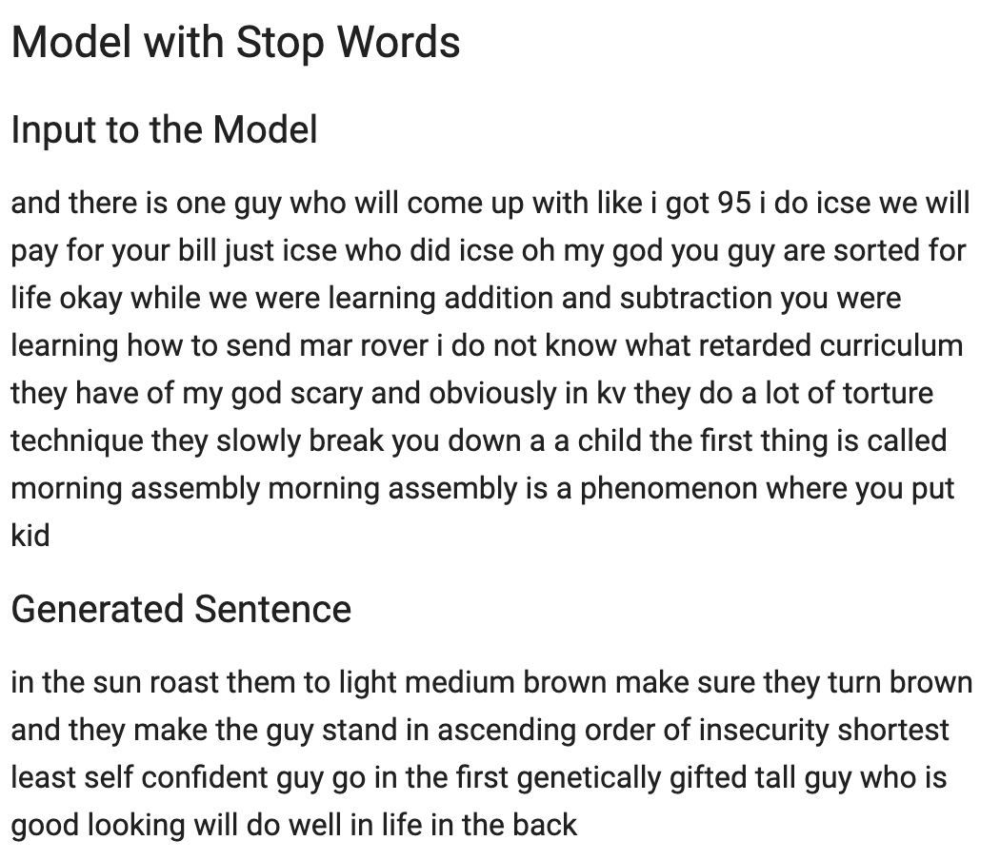 Model with Stop Words
Input to the Model
and there is one guy who will come up with like i got 95 i do icse we will
pay for your bill just icse who did icse oh my god you guy are sorted for
life okay while we were learning addition and subtraction you were
learning how to send mar rover i do not know what retarded curriculum
they have of my god scary and obviously in kv they do a lot of torture
technique they slowly break you down a a child the first thing is called
morning assembly morning assembly is a phenomenon where you put
kid
Generated Sentence
in the sun roast them to light medium brown make sure they turn brown
and they make the guy stand in ascending order of insecurity shortest
least self confident guy go in the first genetically gifted tall guy who is
good looking will do well in life in the back